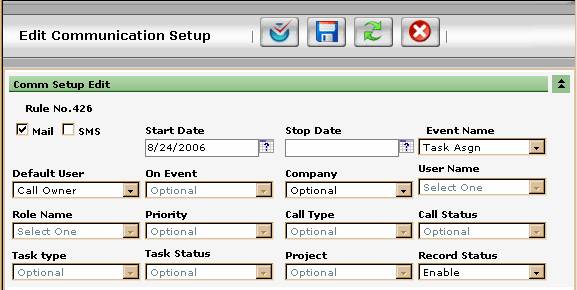 Edit Communication Setup
Comm Setup Edit
Rule No.426
Mail SMS Start Date Stop Date Event Name
8/24/2006 Task Asgn
Default User On Event Company User Name
Call Owner Optional Optional Select One
Role Name Priority Call Type Call Status
Select One Optional Optional Optional
Task type Task Status Project Record Status
Optional Optional Optional Enable